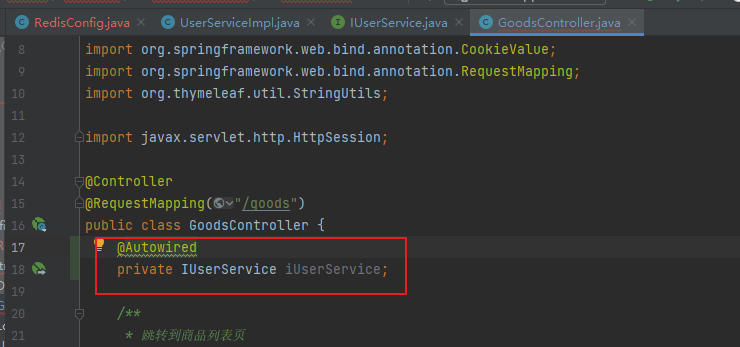 RedisConfig.java UserServiceImpl.java IUserService.java GoodsController.java
8 import org.springframework.web.bind.annotation.CookieValue;
9 import org.springframework.web.bind.annotation.RequestMapping;
10 import org.thymeleaf.util.StringUtils;
11
12 import javax.servlet.http.HttpSession;
13
14 @Controller
15 @RequestMapping("/goods")
16 public class GoodsController {
17 @Autowired
18 private IUserService iUserService;
19
20 /**
21 * 跳转到商品列表页